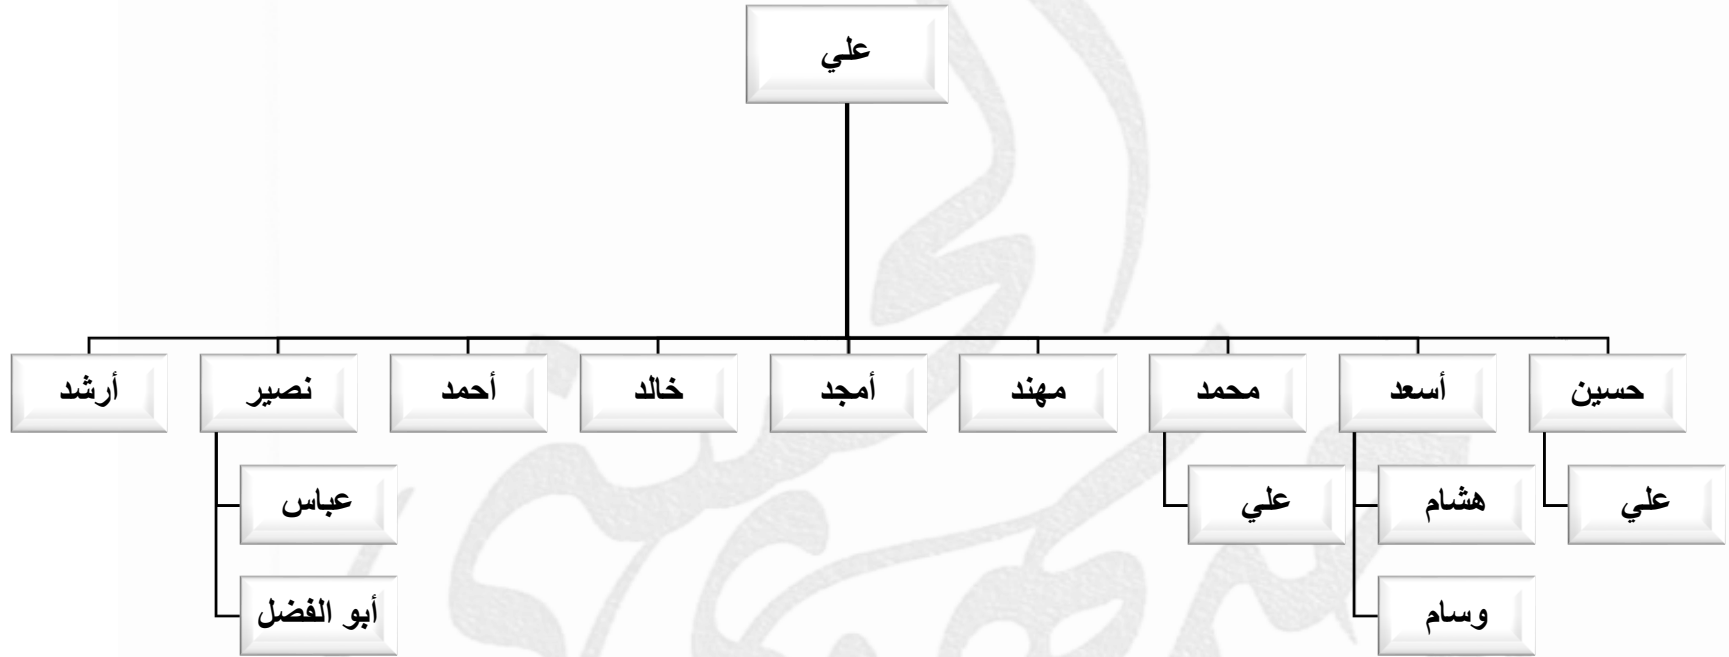 علي
حسين
أسعد
محمد
مهند
أمجد
خالد
أحمد
نصير
أرشد
علي
هشام
علي
عباس
وسام
أبو الفضل